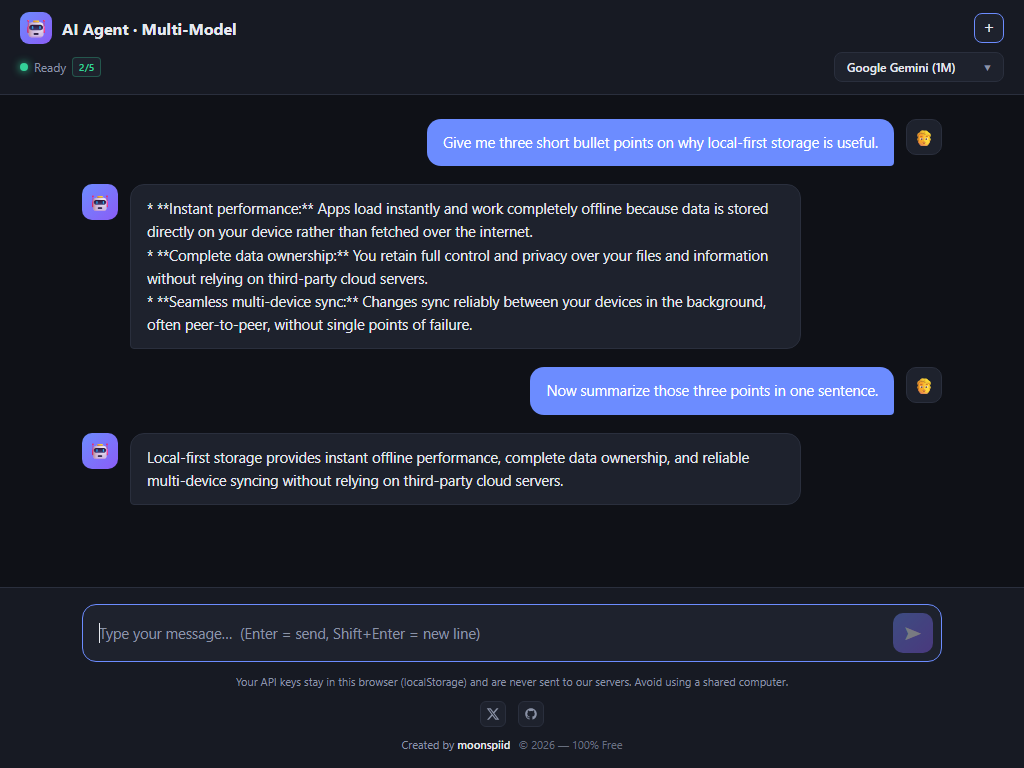 AI Agent · Multi-Model
+
Ready 2/5
Google Gemini (1M) ▼
Give me three short bullet points on why local-first storage is useful.
* **Instant performance:** Apps load instantly and work completely offline because data is stored
directly on your device rather than fetched over the internet.
* **Complete data ownership:** You retain full control and privacy over your files and information
without relying on third-party cloud servers.
* **Seamless multi-device sync:** Changes sync reliably between your devices in the background,
often peer-to-peer, without single points of failure.
Now summarize those three points in one sentence.
Local-first storage provides instant offline performance, complete data ownership, and reliable
multi-device syncing without relying on third-party cloud servers.
Type your message... (Enter = send, Shift+Enter = new line)
Your API keys stay in this browser (localStorage) and are never sent to our servers. Avoid using a shared computer.
Created by moonspiid © 2026 — 100% Free